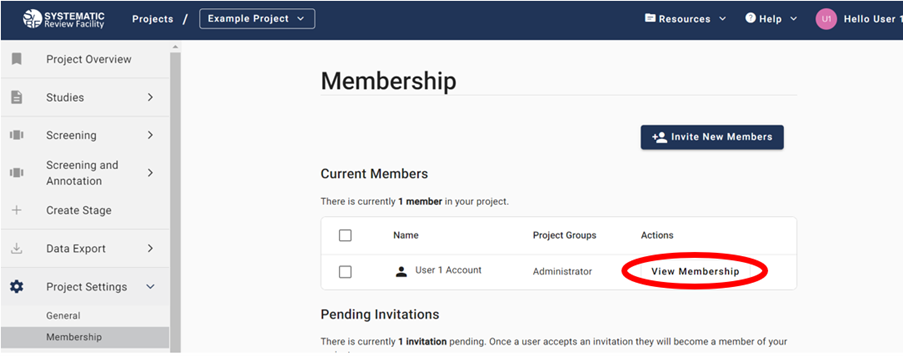 SYSTEMATIC
Review Facility
SRF
Projects / Example Project
Resources
Help
U1 Hello User 1
Project Overview
Studies
Screening
Screening and
Annotation
Create Stage
Data Export
Project Settings
General
Membership
Membership
Invite New Members
Current Members
There is currently 1 member in your project.
Name Project Groups Actions
User 1 Account Administrator View Membership
Pending Invitations
There is currently 1 invitation pending. Once a user accepts an invitation they will become a member of your